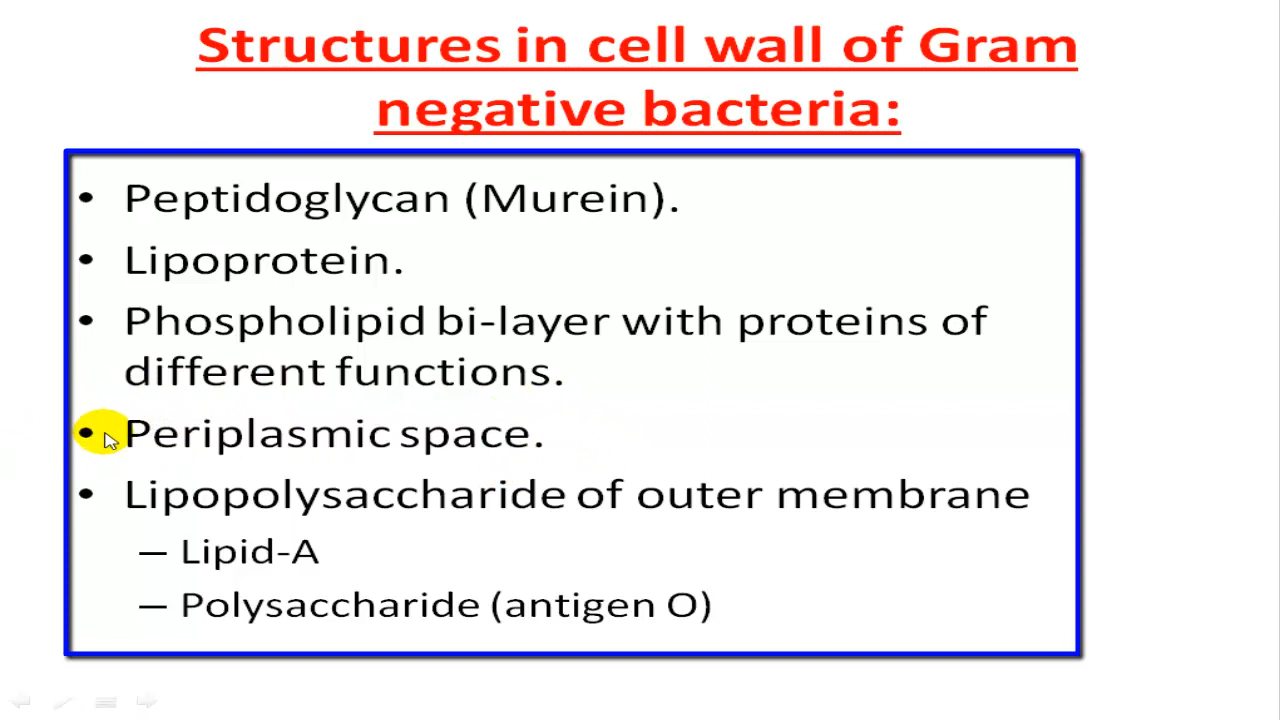 Structures in cell wall of Gram
negative bacteria:
• Peptidoglycan (Murein).
• Lipoprotein.
• Phospholipid bi-layer with proteins of
different functions.
• Periplasmic space.
• Lipopolysaccharide of outer membrane
– Lipid-A
– Polysaccharide (antigen O)